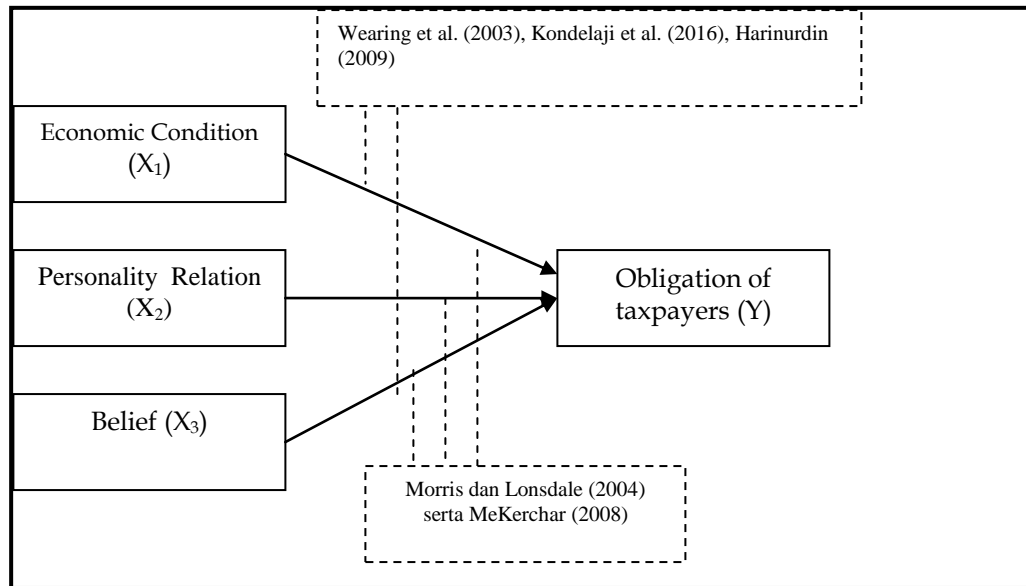 Wearing et al. (2003), Kondelaji et al. (2016), Harinurdin
(2009)
Economic Condition
(X₁)
Personality Relation
(X₂)
Obligation of
taxpayers (Y)
Belief (X₃)
Morris dan Lonsdale (2004)
serta MeKerchar (2008)